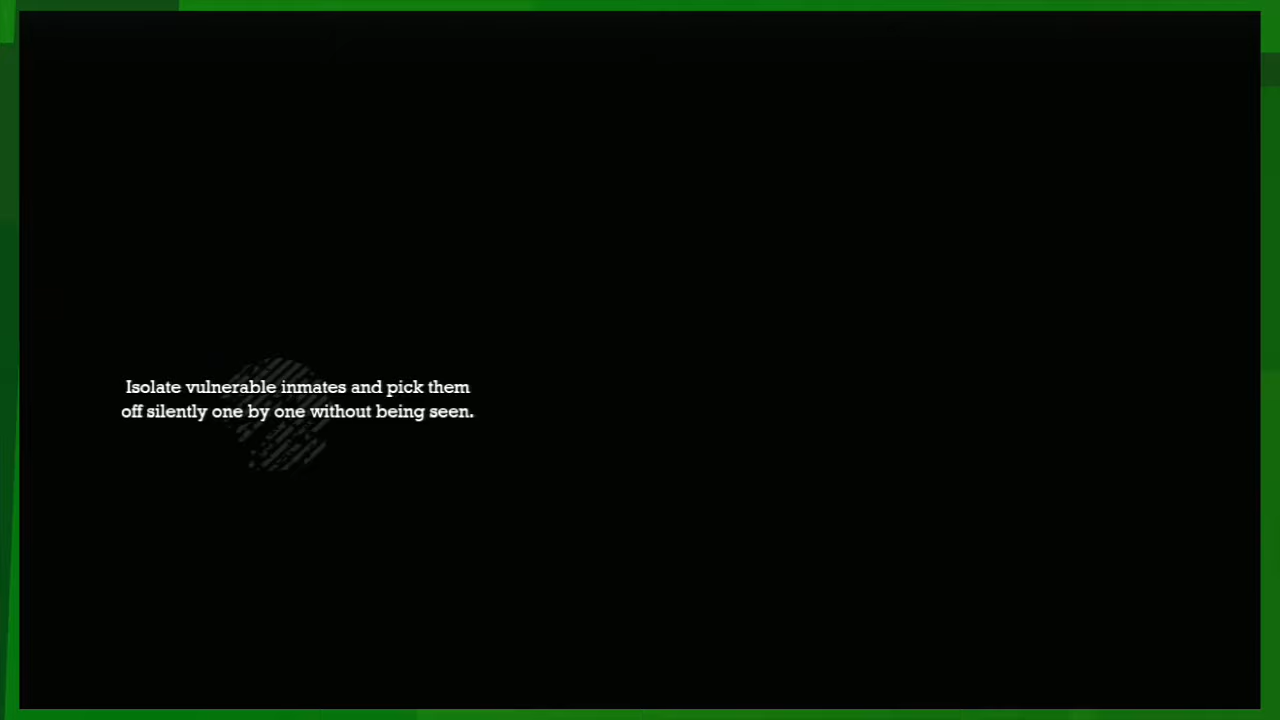 Isolate vulnerable inmates and pick them
off silently one by one without being seen.